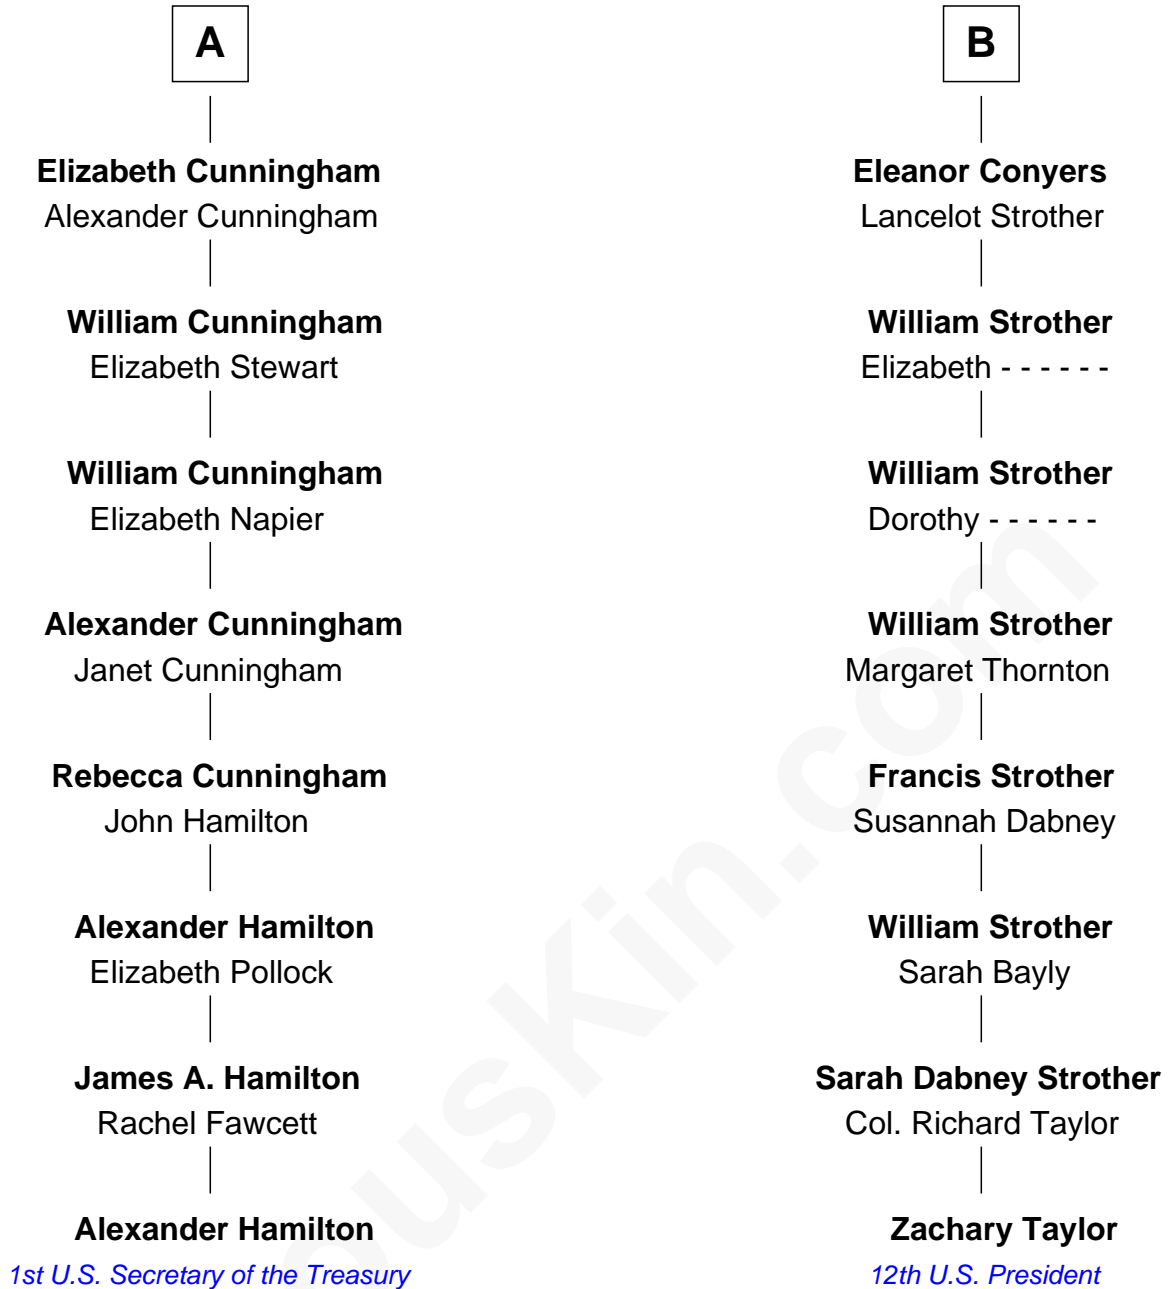 A
B
Elizabeth Cunningham
Alexander Cunningham
Eleanor Conyers
Lancelot Strother
William Cunningham
Elizabeth Stewart
William Strother
Elizabeth - - - - - -
William Cunningham
Elizabeth Napier
William Strother
Dorothy - - - - - -
Alexander Cunningham
Janet Cunningham
William Strother
Margaret Thornton
Rebecca Cunningham
John Hamilton
Francis Strother
Susannah Dabney
Alexander Hamilton
Elizabeth Pollock
William Strother
Sarah Bayly
James A. Hamilton
Rachel Fawcett
Sarah Dabney Strother
Col. Richard Taylor
Alexander Hamilton
1st U.S. Secretary of the Treasury
Zachary Taylor
12th U.S. President
ousKin.com